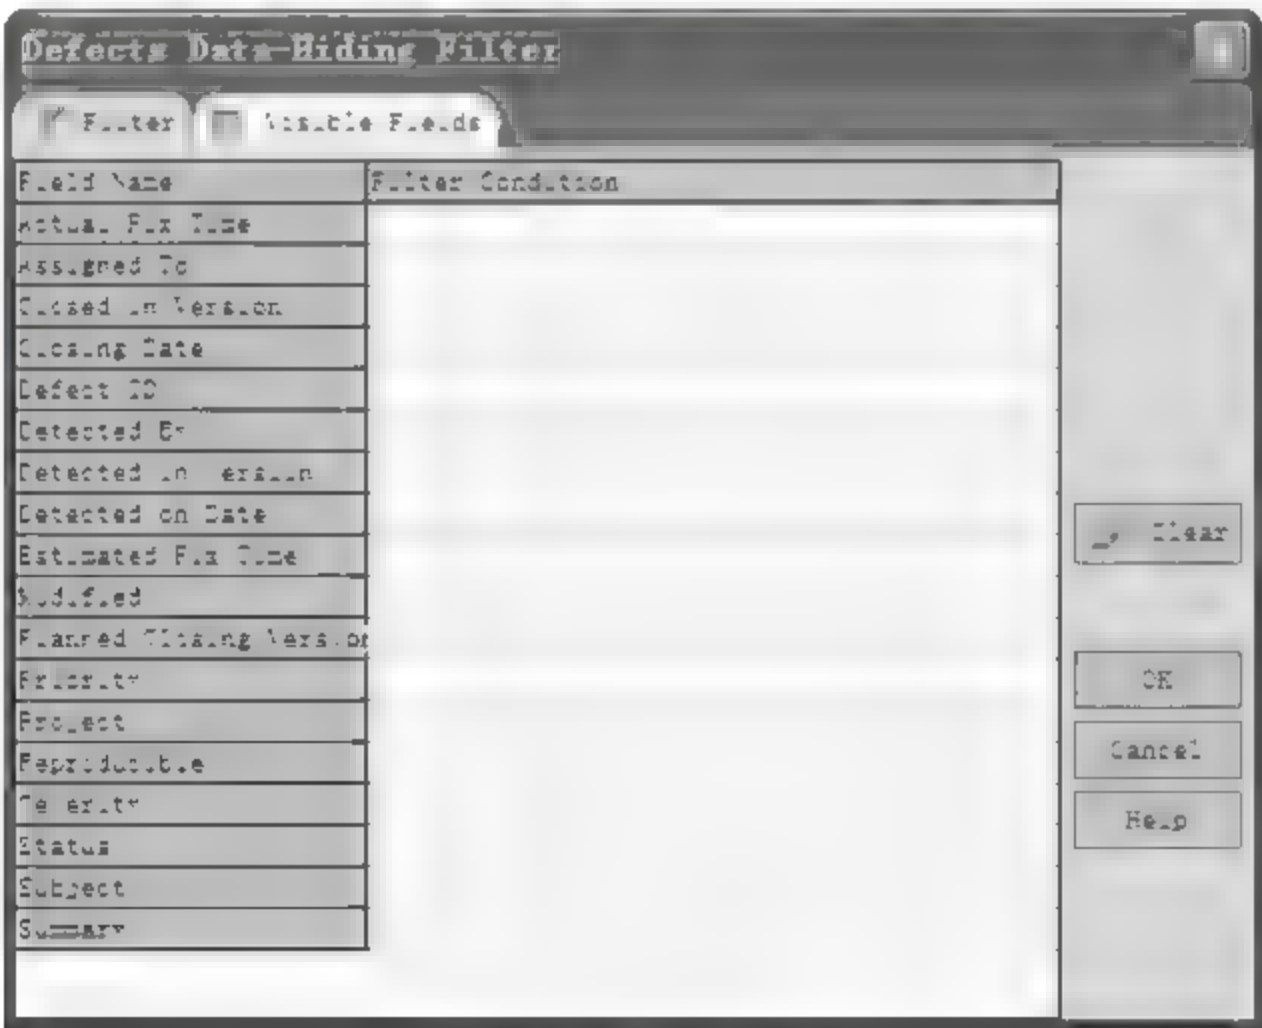 Defects Data-Hiding Filter
Filter Visible Fields
Field Name Filter Condition
Actual Fix Time
Assigned To
Closed in Version
Closing Date
Defect ID
Detected By
Detected in Version
Detected on Date
Estimated Fix Time
Modified
Planned Closing Version
Priority
Project
Reproducible
Severity
Status
Subject
Summary
Clear
OK
Cancel
Help